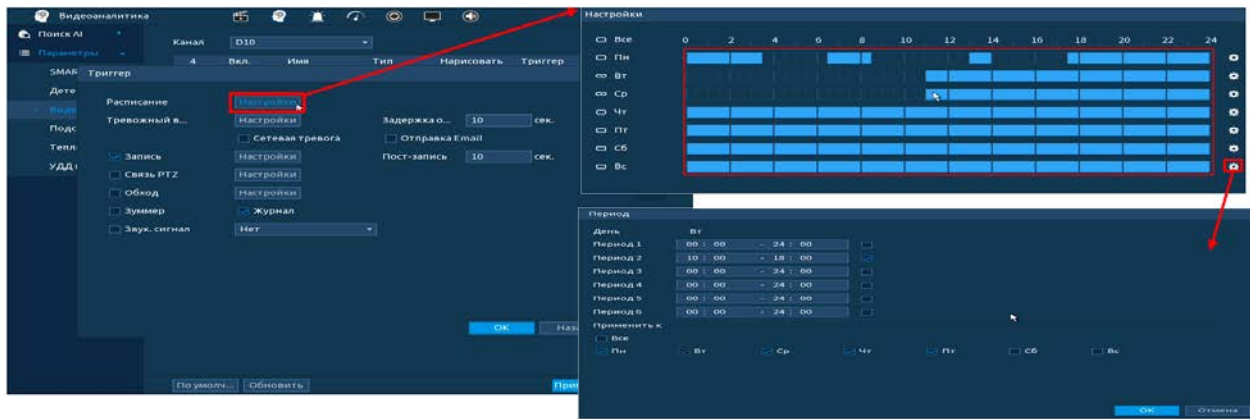 Видеоаналитика
Поиск AI
Параметры
SMAR
Дете
Виде
Подс
Тепл
УДД
Канал D10
4 Вкл. Имя Тип Нарисовать Триггер
Триггер
Расписание Настройки
Тревожный в... Настройки Задержка о... 10 сек.
Сетевая тревога Отправка Email
Запись Настройки Пост-запись 10 сек.
Связь PTZ Настройки
Обход Настройки
Зуммер Журнал
Звук. сигнал Нет
OK Наза
По умолч... Обновить Прим
Настройки
Все 0 2 4 6 8 10 12 14 16 18 20 22 24
Пн
Вт
Ср
Чт
Пт
Сб
Вс
Период
День Вт
Период 1 00 : 00 - 24 : 00
Период 2 10 : 00 - 18 : 00
Период 3 00 : 00 - 24 : 00
Период 4 00 : 00 - 24 : 00
Период 5 00 : 00 - 24 : 00
Период 6 00 : 00 - 24 : 00
Применить к
Все
Пн Вт Ср Чт Пт Сб Вс
OK Отмена